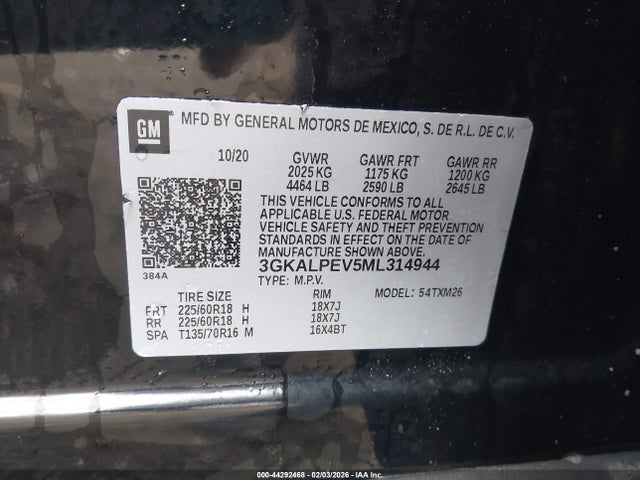 GM
MFD BY GENERAL MOTORS DE MEXICO, S. DE R.L. DE C.V.
10/20 GVWR GAWR FRT GAWR RR
2025 KG 1175 KG 1200 KG
4464 LB 2590 LB 2645 LB
THIS VEHICLE CONFORMS TO ALL
APPLICABLE U.S. FEDERAL MOTOR
VEHICLE SAFETY AND THEFT PREVENTION
STANDARDS IN EFFECT ON THE DATE OF
MANUFACTURE SHOWN ABOVE.
384A
3GKALPEV5ML314944
TYPE: M.P.V. MODEL: 54TXM26
TIRE SIZE RIM
FRT 225/60R18 H 18X7J
RR 225/60R18 H 18X7J
SPA T135/70R16 M 16X4BT
000-44292468 - 02/03/2026 - IAA Inc.